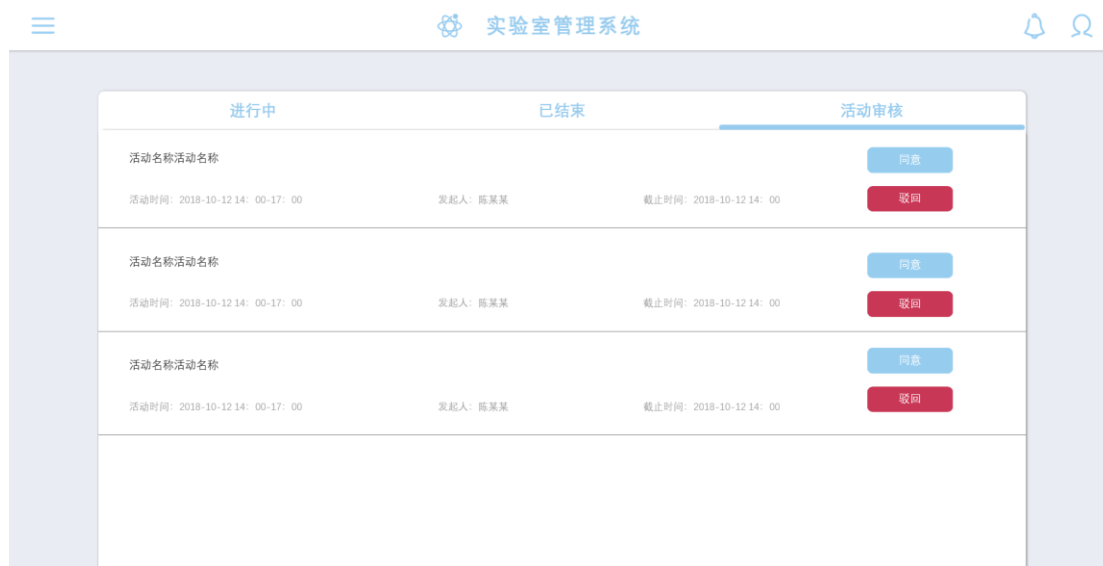 实验室管理系统
进行中 已结束 活动审核
活动名称活动名称 同意
活动时间：2018-10-12 14：00-17：00 发起人：陈某某 截止时间：2018-10-12 14：00 驳回
活动名称活动名称 同意
活动时间：2018-10-12 14：00-17：00 发起人：陈某某 截止时间：2018-10-12 14：00 驳回
活动名称活动名称 同意
活动时间：2018-10-12 14：00-17：00 发起人：陈某某 截止时间：2018-10-12 14：00 驳回